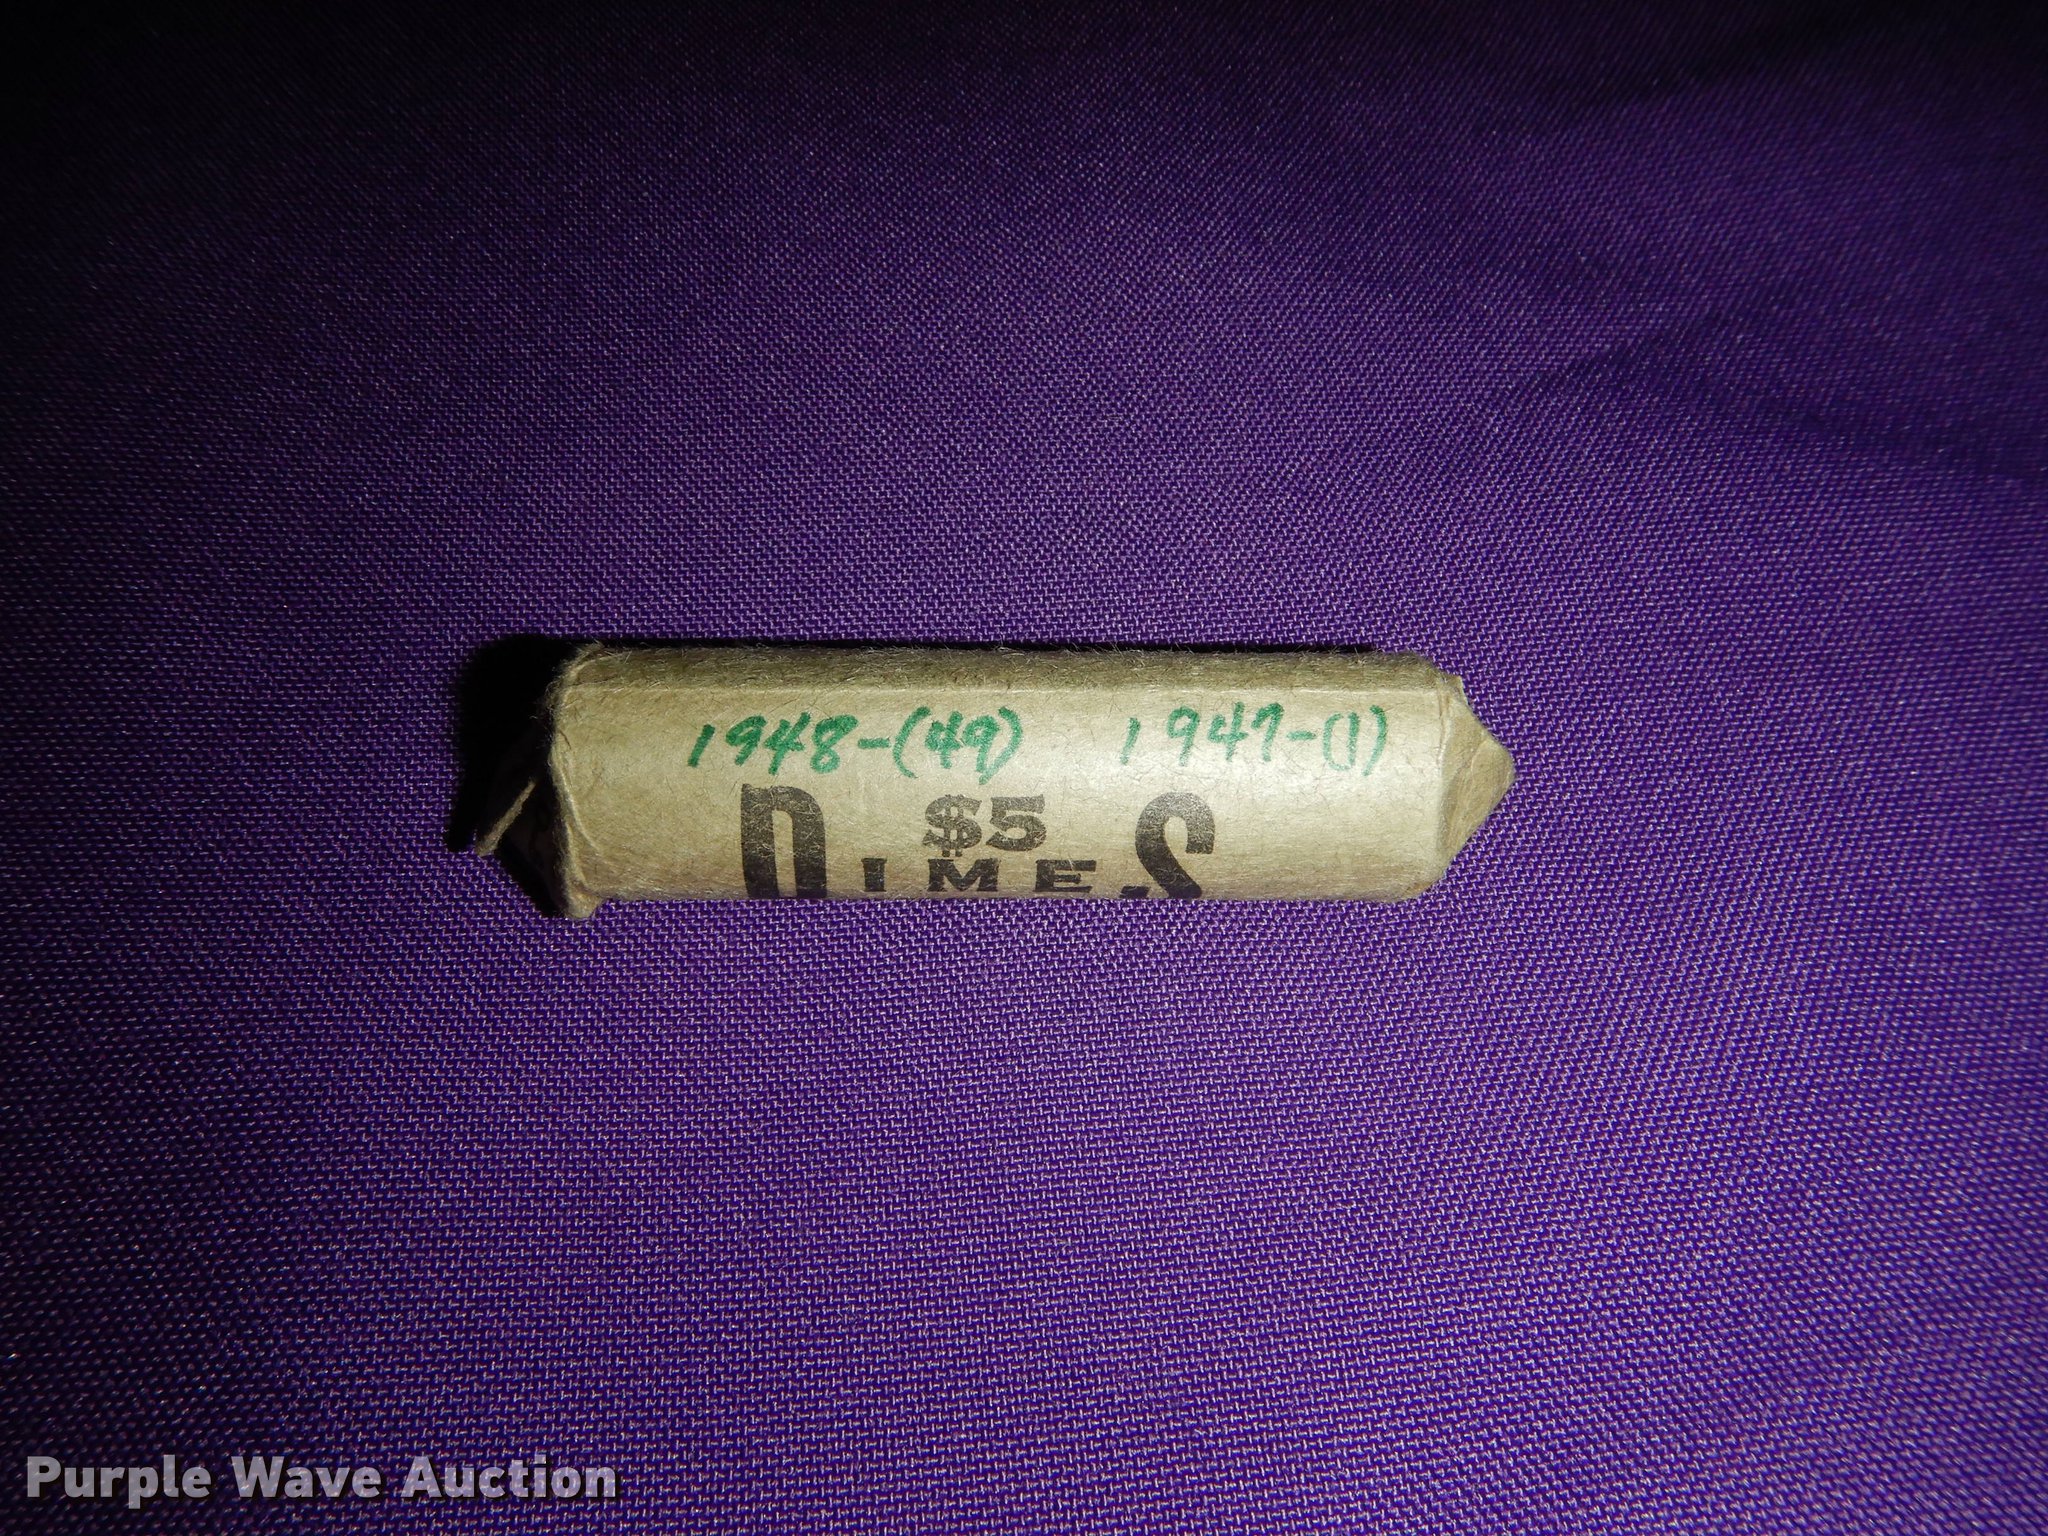 1948-(49) 1947-(1)
$5
DIMES
Purple Wave Auction